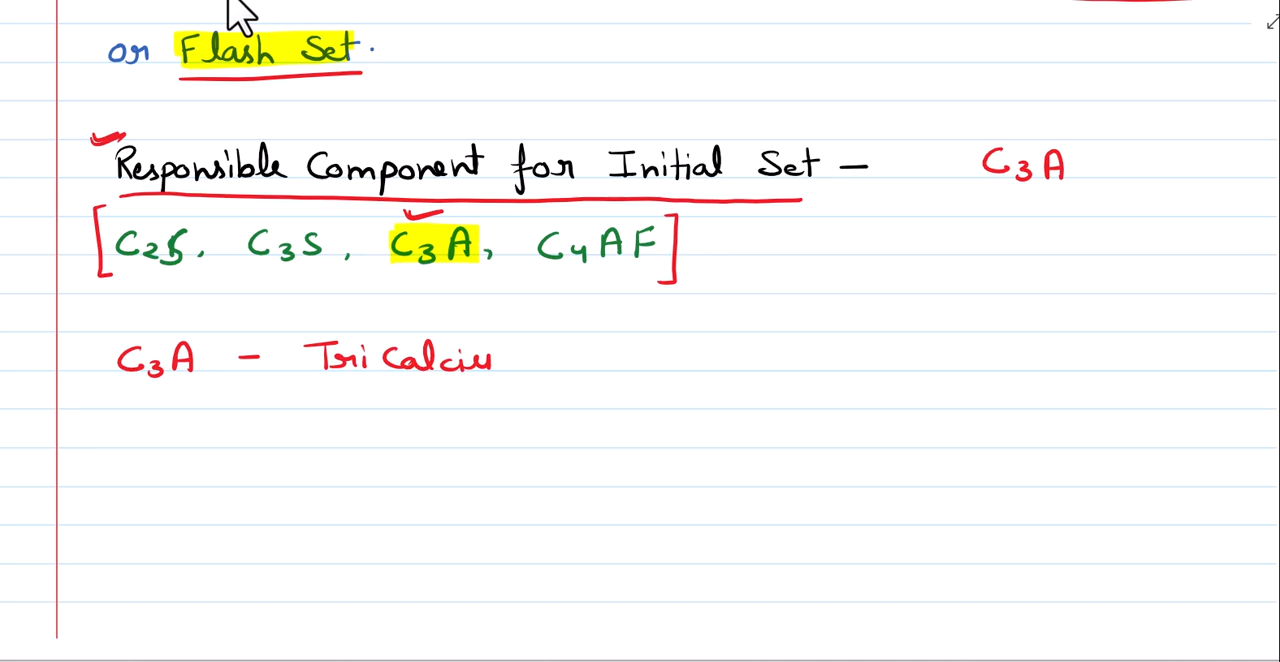 or Flash Set.
Responsible Component for Initial Set - C3A
[C2S, C3S, C3A, C4AF]
C3A - Tri Calciu